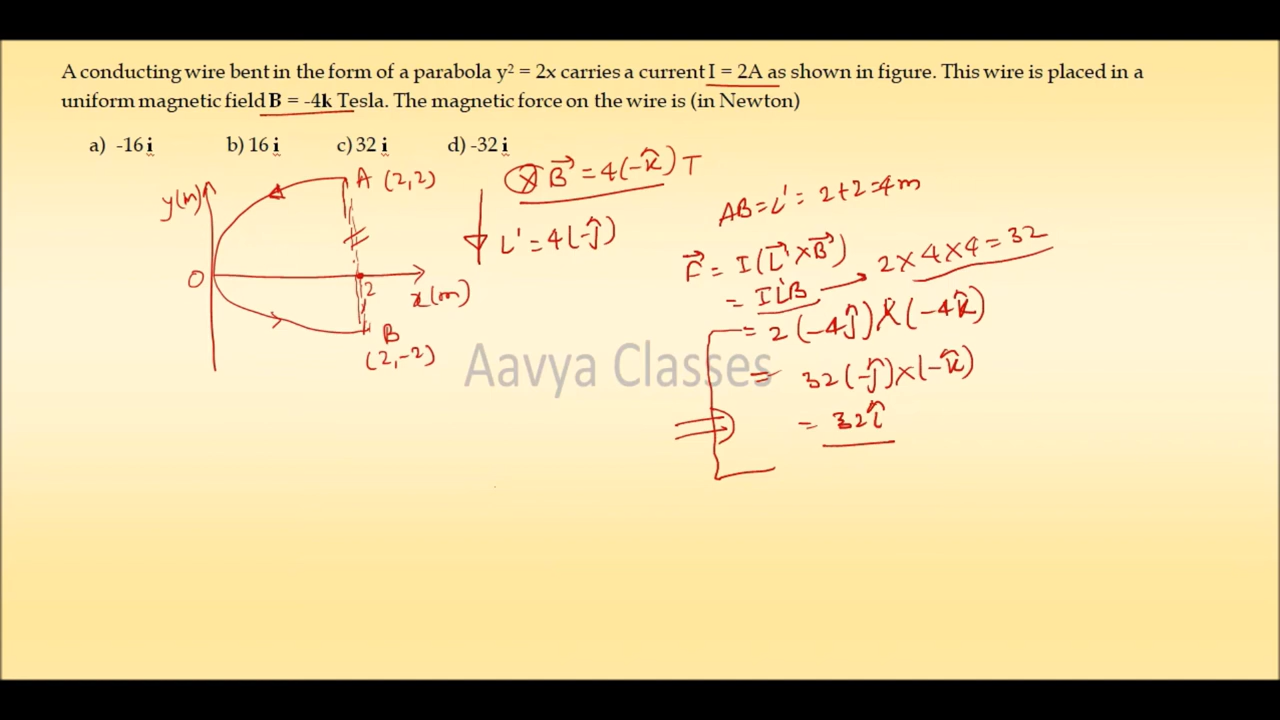 A conducting wire bent in the form of a parabola y² = 2x carries a current I = 2A as shown in figure. This wire is placed in a
uniform magnetic field B = -4k Tesla. The magnetic force on the wire is (in Newton)
a) -16 i b) 16 i c) 32 i d) -32 i
y(m)
A (2,2)
O
2
x(m)
B
(2,-2)
ⓧ B⃗ = 4(-k̂) T
L' = 4(-ĵ)
AB = L' = 2+2 = 4m
F⃗ = I(L⃗' × B⃗)
= IL'B → 2×4×4 = 32
= 2(-4ĵ) × (-4k̂)
= 32(-ĵ) × (-k̂)
= 32î
Aavya Classes